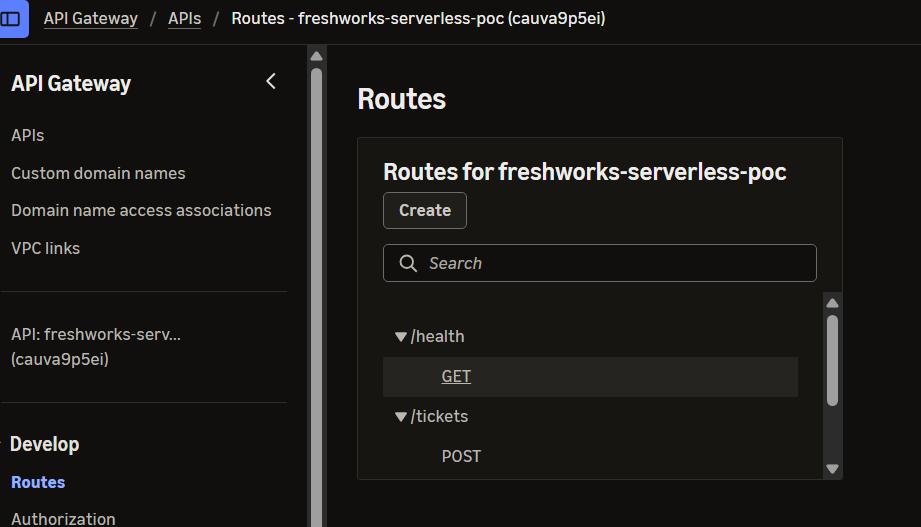 API Gateway / APIs / Routes - freshworks-serverless-poc (cauva9p5ei)
API Gateway
APIs
Custom domain names
Domain name access associations
VPC links
API: freshworks-serv...
(cauva9p5ei)
Develop
Routes
Authorization
Routes
Routes for freshworks-serverless-poc
Create
Search
/health
GET
/tickets
POST